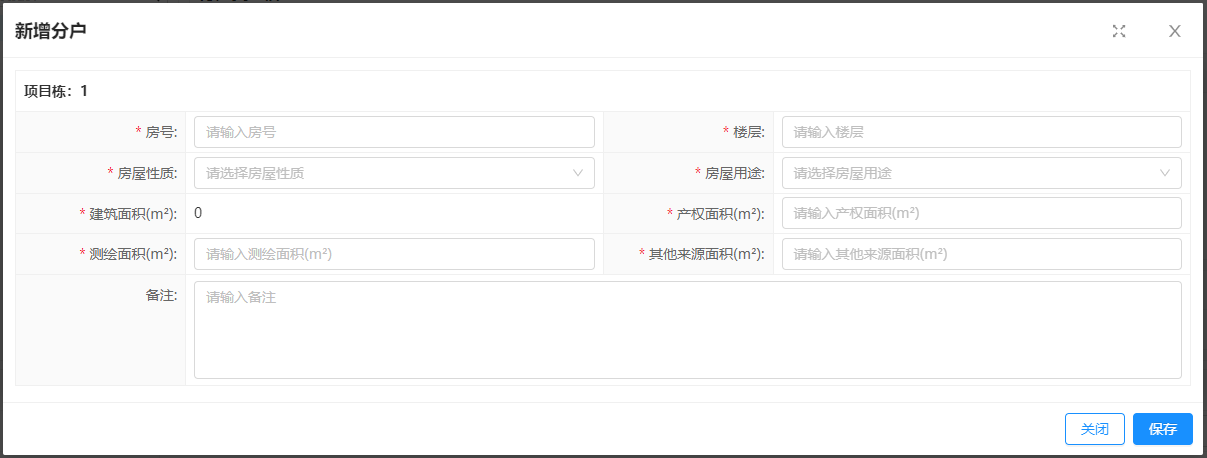 新增分户
项目栋：1
* 房号: 请输入房号 * 楼层: 请输入楼层
* 房屋性质: 请选择房屋性质 * 房屋用途: 请选择房屋用途
* 建筑面积(m²): 0 * 产权面积(m²): 请输入产权面积(m²)
* 测绘面积(m²): 请输入测绘面积(m²) * 其他来源面积(m²): 请输入其他来源面积(m²)
备注: 请输入备注
关闭 保存